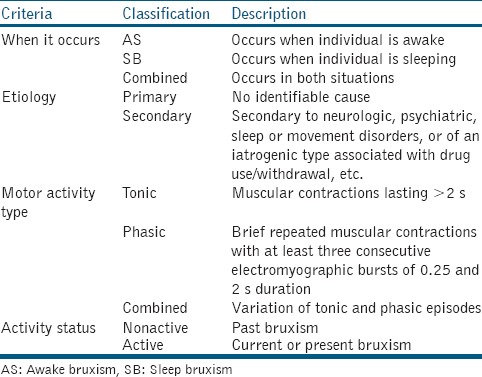 Criteria Classification Description
When it occurs AS Occurs when individual is awake
SB Occurs when individual is sleeping
Combined Occurs in both situations
Etiology Primary No identifiable cause
Secondary Secondary to neurologic, psychiatric,
sleep or movement disorders, or of an
iatrogenic type associated with drug
use/withdrawal, etc.
Motor activity Tonic Muscular contractions lasting >2 s
type
Phasic Brief repeated muscular contractions
with at least three consecutive
electromyographic bursts of 0.25 and
2 s duration
Combined Variation of tonic and phasic episodes
Activity status Nonactive Past bruxism
Active Current or present bruxism
AS: Awake bruxism, SB: Sleep bruxism